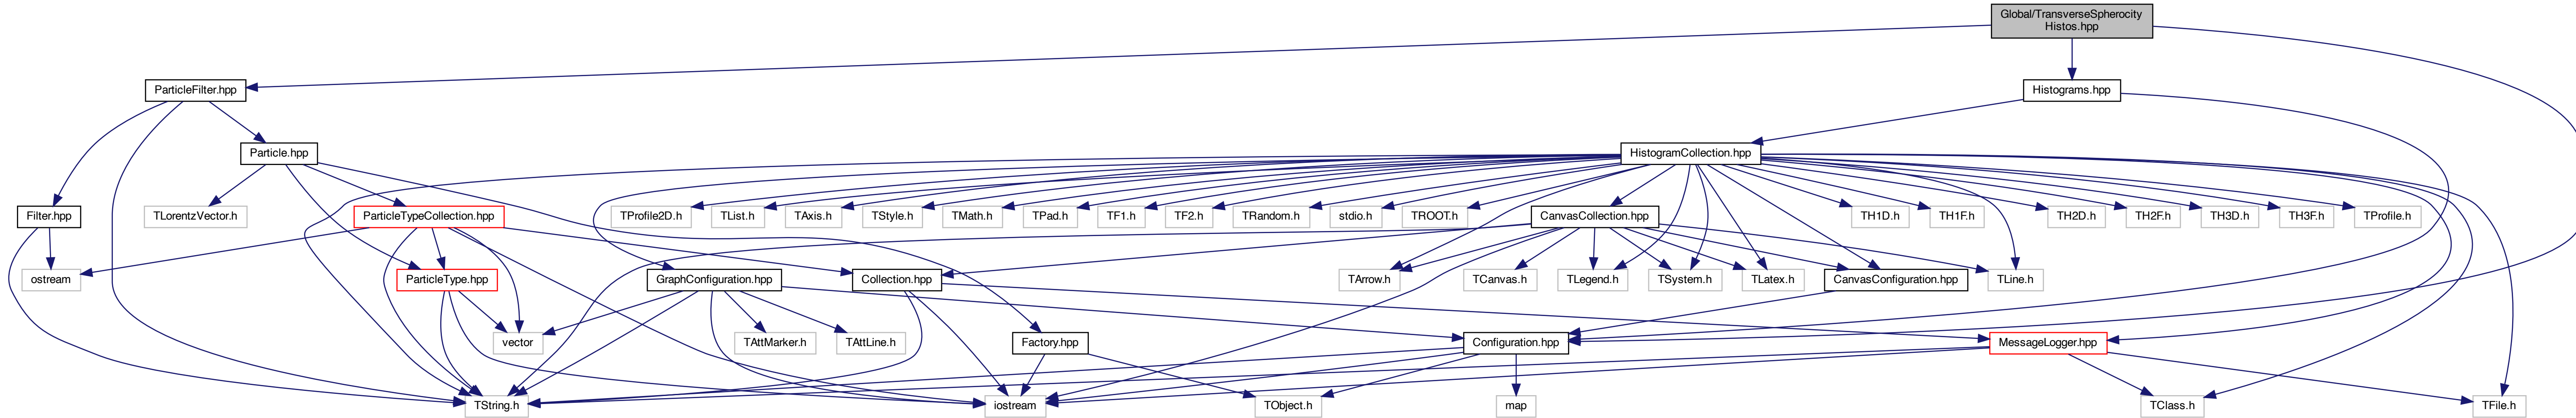 Global/TransverseSpherocity
Histos.hpp
ParticleFilter.hpp
Histograms.hpp
Particle.hpp
HistogramCollection.hpp
Filter.hpp
TLorentzVector.h
ParticleTypeCollection.hpp
TProfile2D.h
TList.h
TAxis.h
TStyle.h
TMath.h
TPad.h
TF1.h
TF2.h
TRandom.h
stdio.h
TROOT.h
CanvasCollection.hpp
TH1D.h
TH1F.h
TH2D.h
TH2F.h
TH3D.h
TH3F.h
TProfile.h
ostream
ParticleType.hpp
GraphConfiguration.hpp
Collection.hpp
TArrow.h
TCanvas.h
TLegend.h
TSystem.h
TLatex.h
CanvasConfiguration.hpp
TLine.h
vector
TAttMarker.h
TAttLine.h
Factory.hpp
Configuration.hpp
MessageLogger.hpp
TString.h
iostream
TObject.h
map
TClass.h
TFile.h